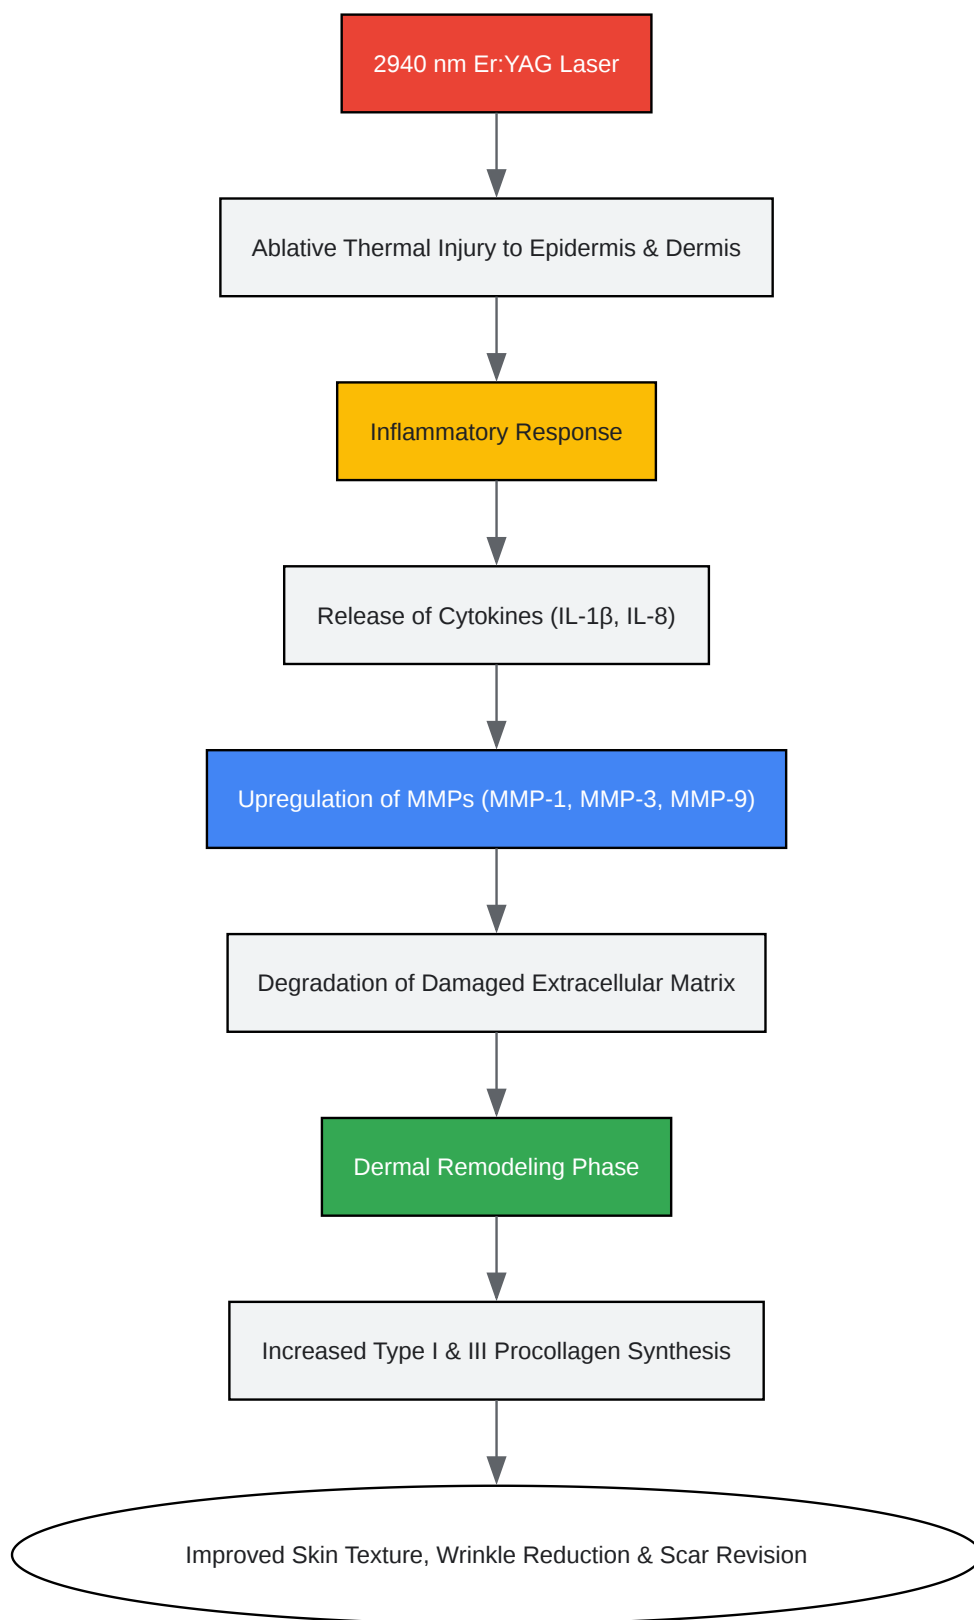 2940 nm Er:YAG Laser
Ablative Thermal Injury to Epidermis & Dermis
Inflammatory Response
Release of Cytokines (IL-1β, IL-8)
Upregulation of MMPs (MMP-1, MMP-3, MMP-9)
Degradation of Damaged Extracellular Matrix
Dermal Remodeling Phase
Increased Type I & III Procollagen Synthesis
Improved Skin Texture, Wrinkle Reduction & Scar Revision